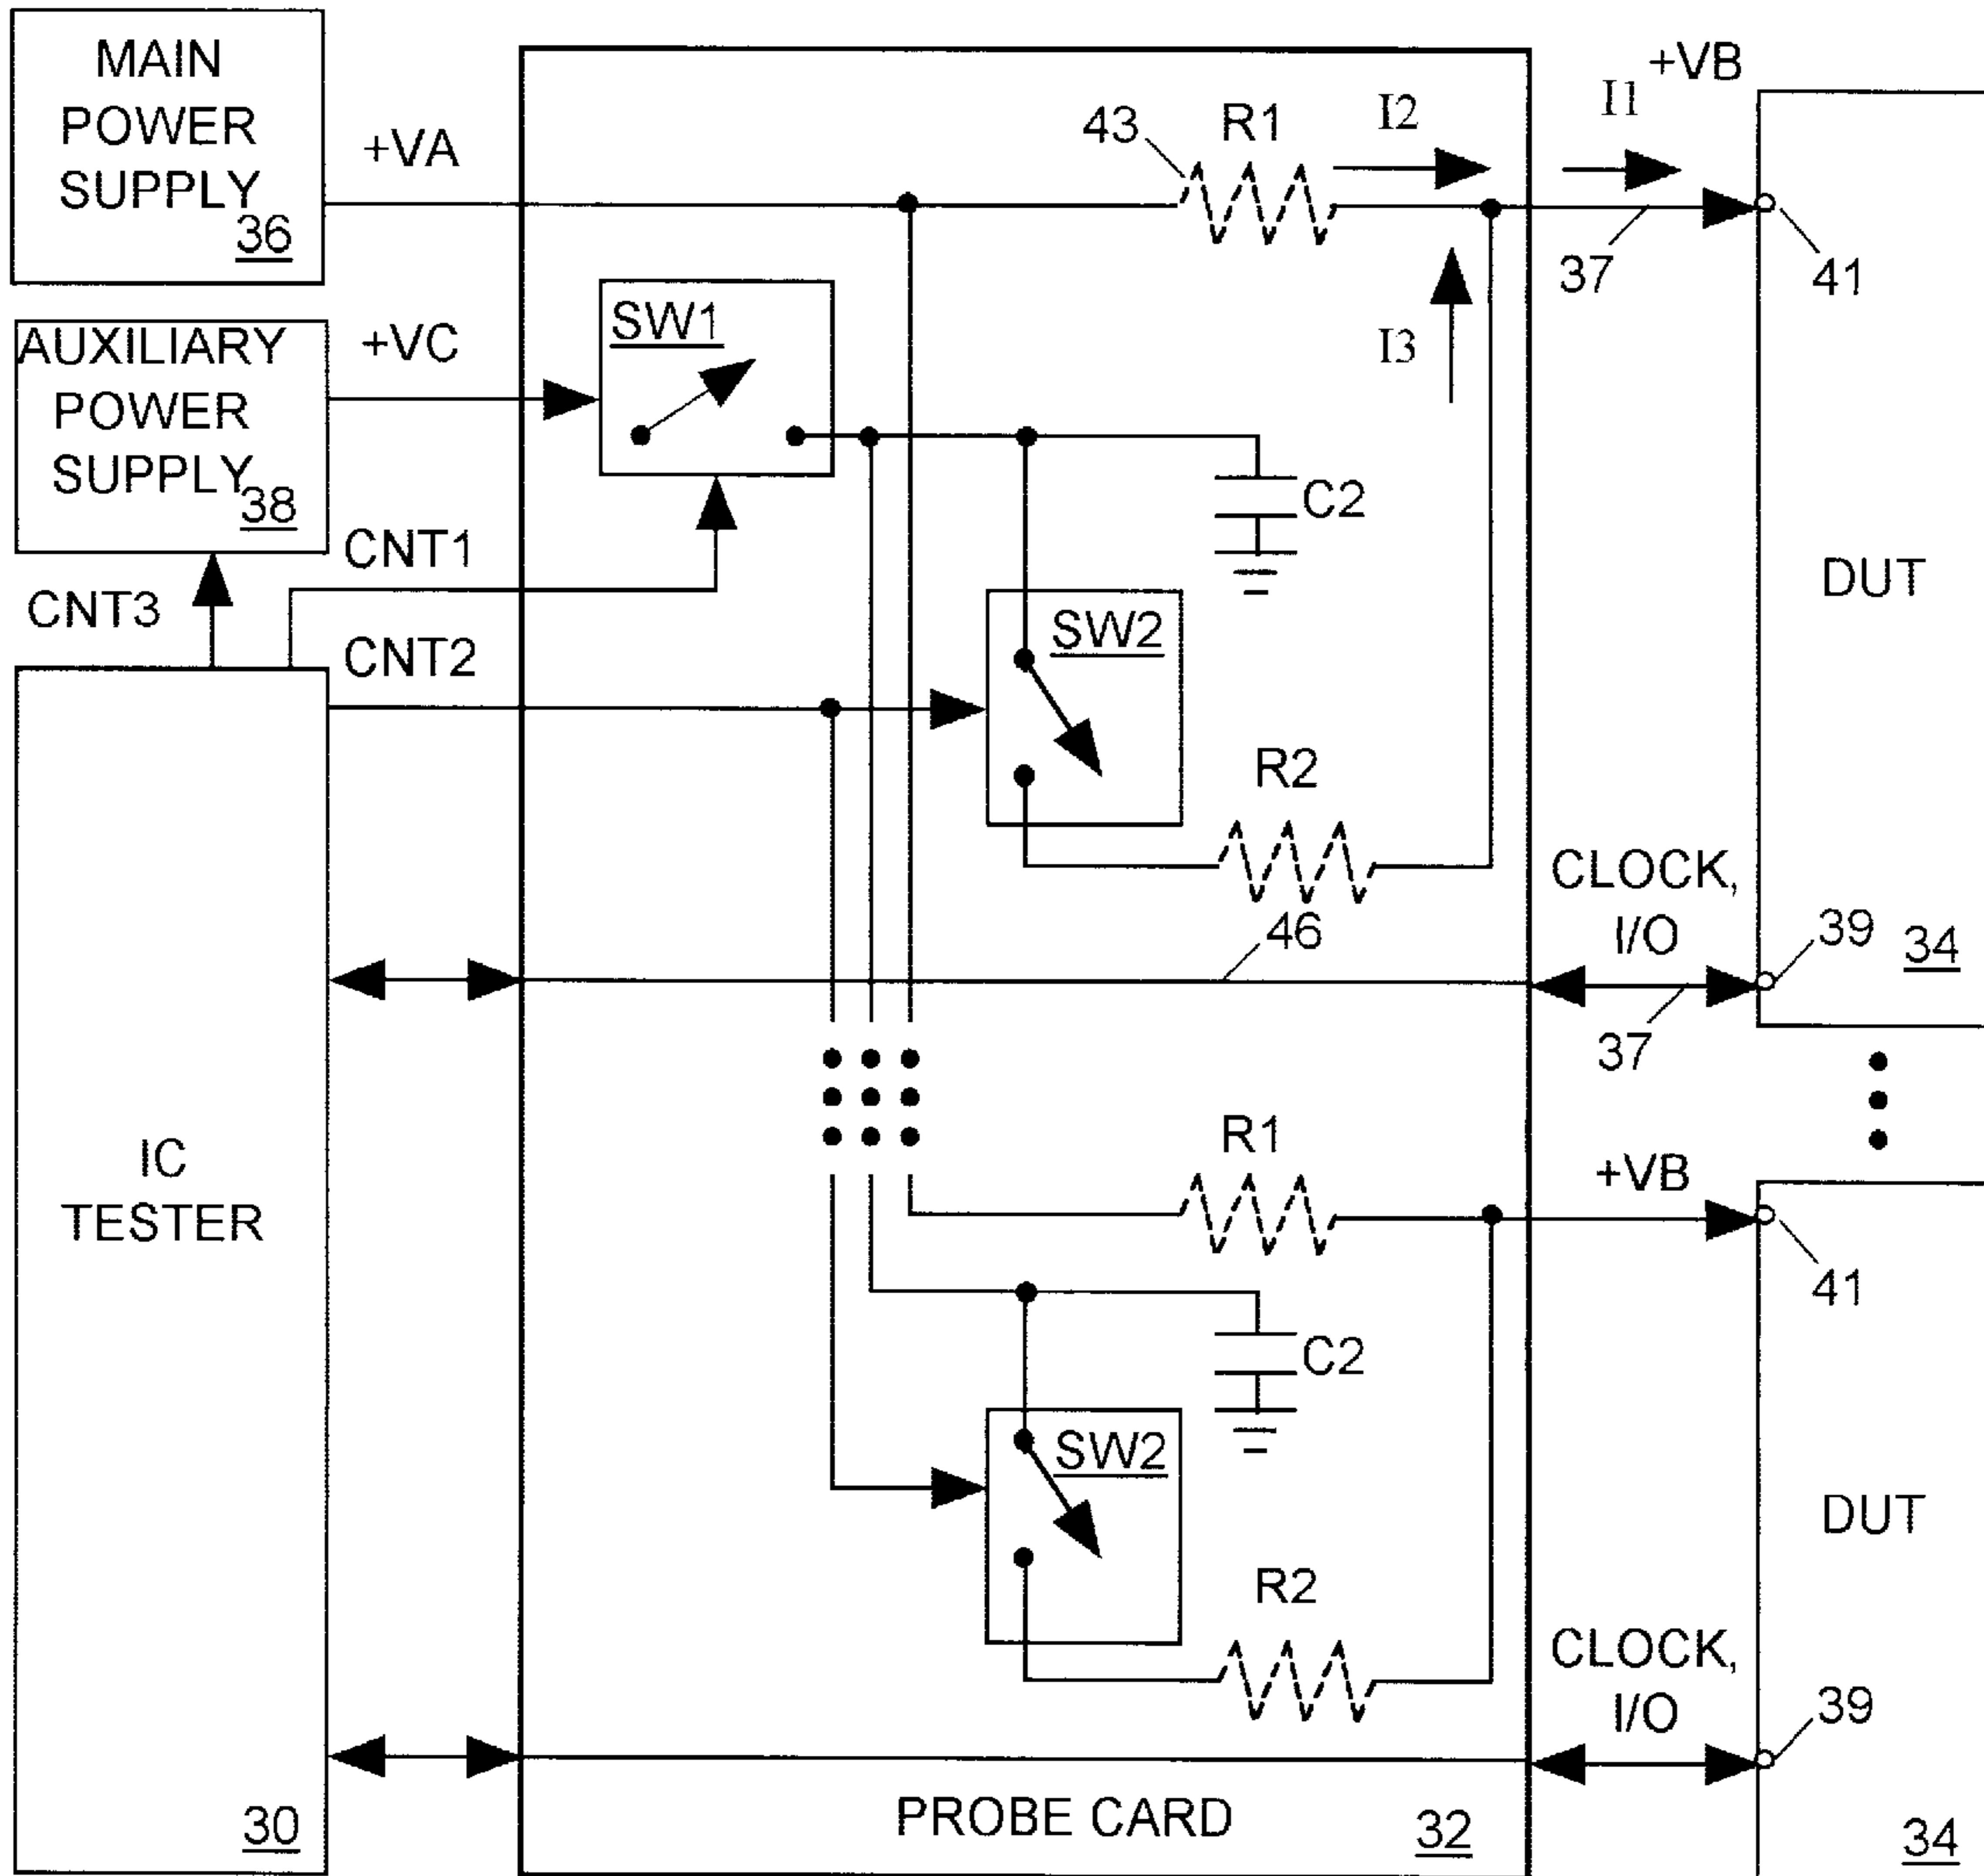 MAIN
POWER
SUPPLY
36
+VA
43
R1
I2
I1
+VB
37
41
AUXILIARY
POWER
SUPPLY
38
+VC
SW1
I3
C2
CNT1
CNT3
CNT2
SW2
R2
DUT
CLOCK,
I/O
46
39
34
37
IC
TESTER
30
R1
+VB
41
C2
SW2
R2
DUT
CLOCK,
I/O
39
34
PROBE CARD
32